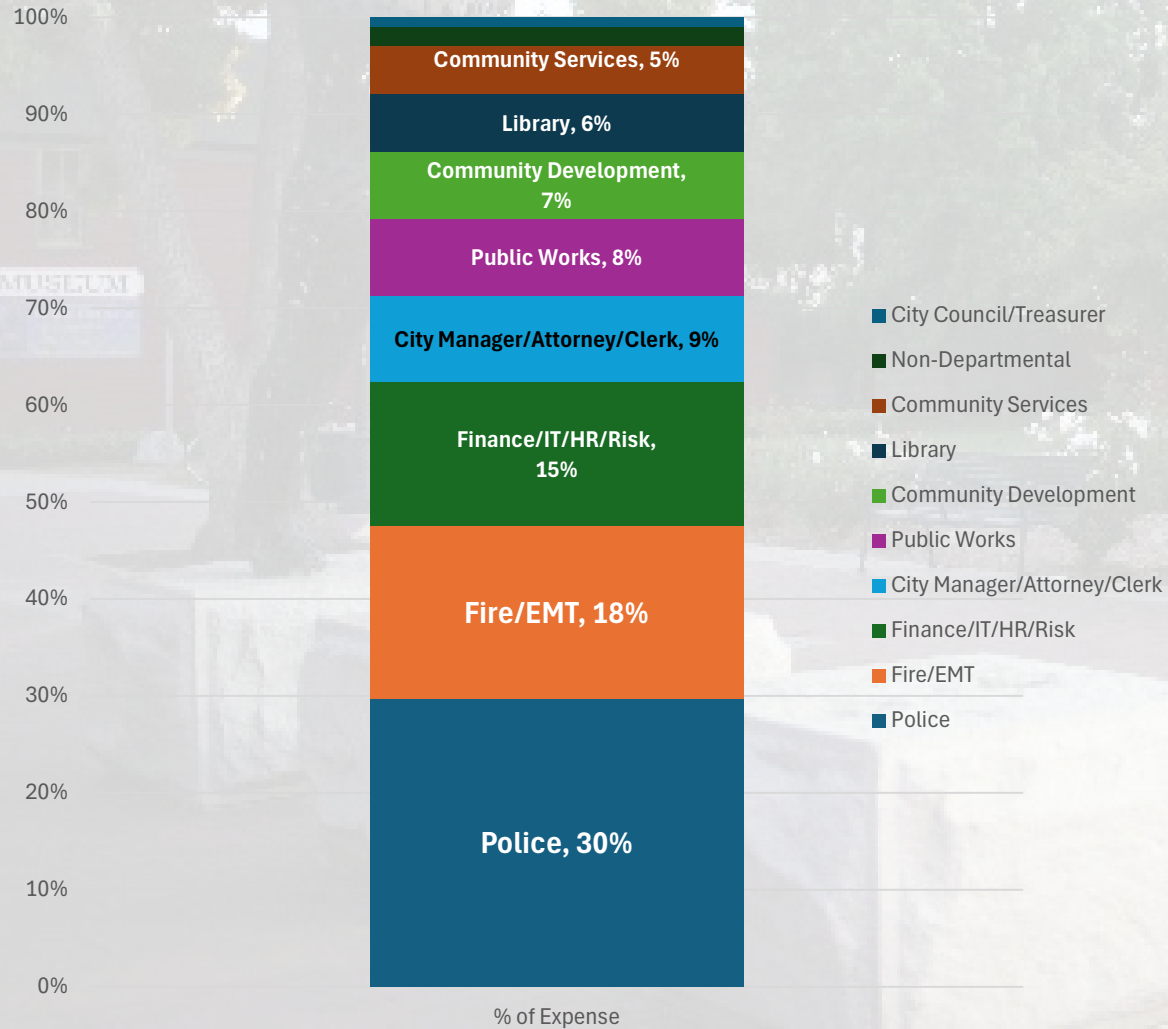 100%
90%
80%
70%
60%
50%
40%
30%
20%
10%
0%
Community Services, 5%
Library, 6%
Community Development,
7%
Public Works, 8%
City Manager/Attorney/Clerk, 9%
Finance/IT/HR/Risk,
15%
Fire/EMT, 18%
Police, 30%
% of Expense
City Council/Treasurer
Non-Departmental
Community Services
Library
Community Development
Public Works
City Manager/Attorney/Clerk
Finance/IT/HR/Risk
Fire/EMT
Police
MUSEUM